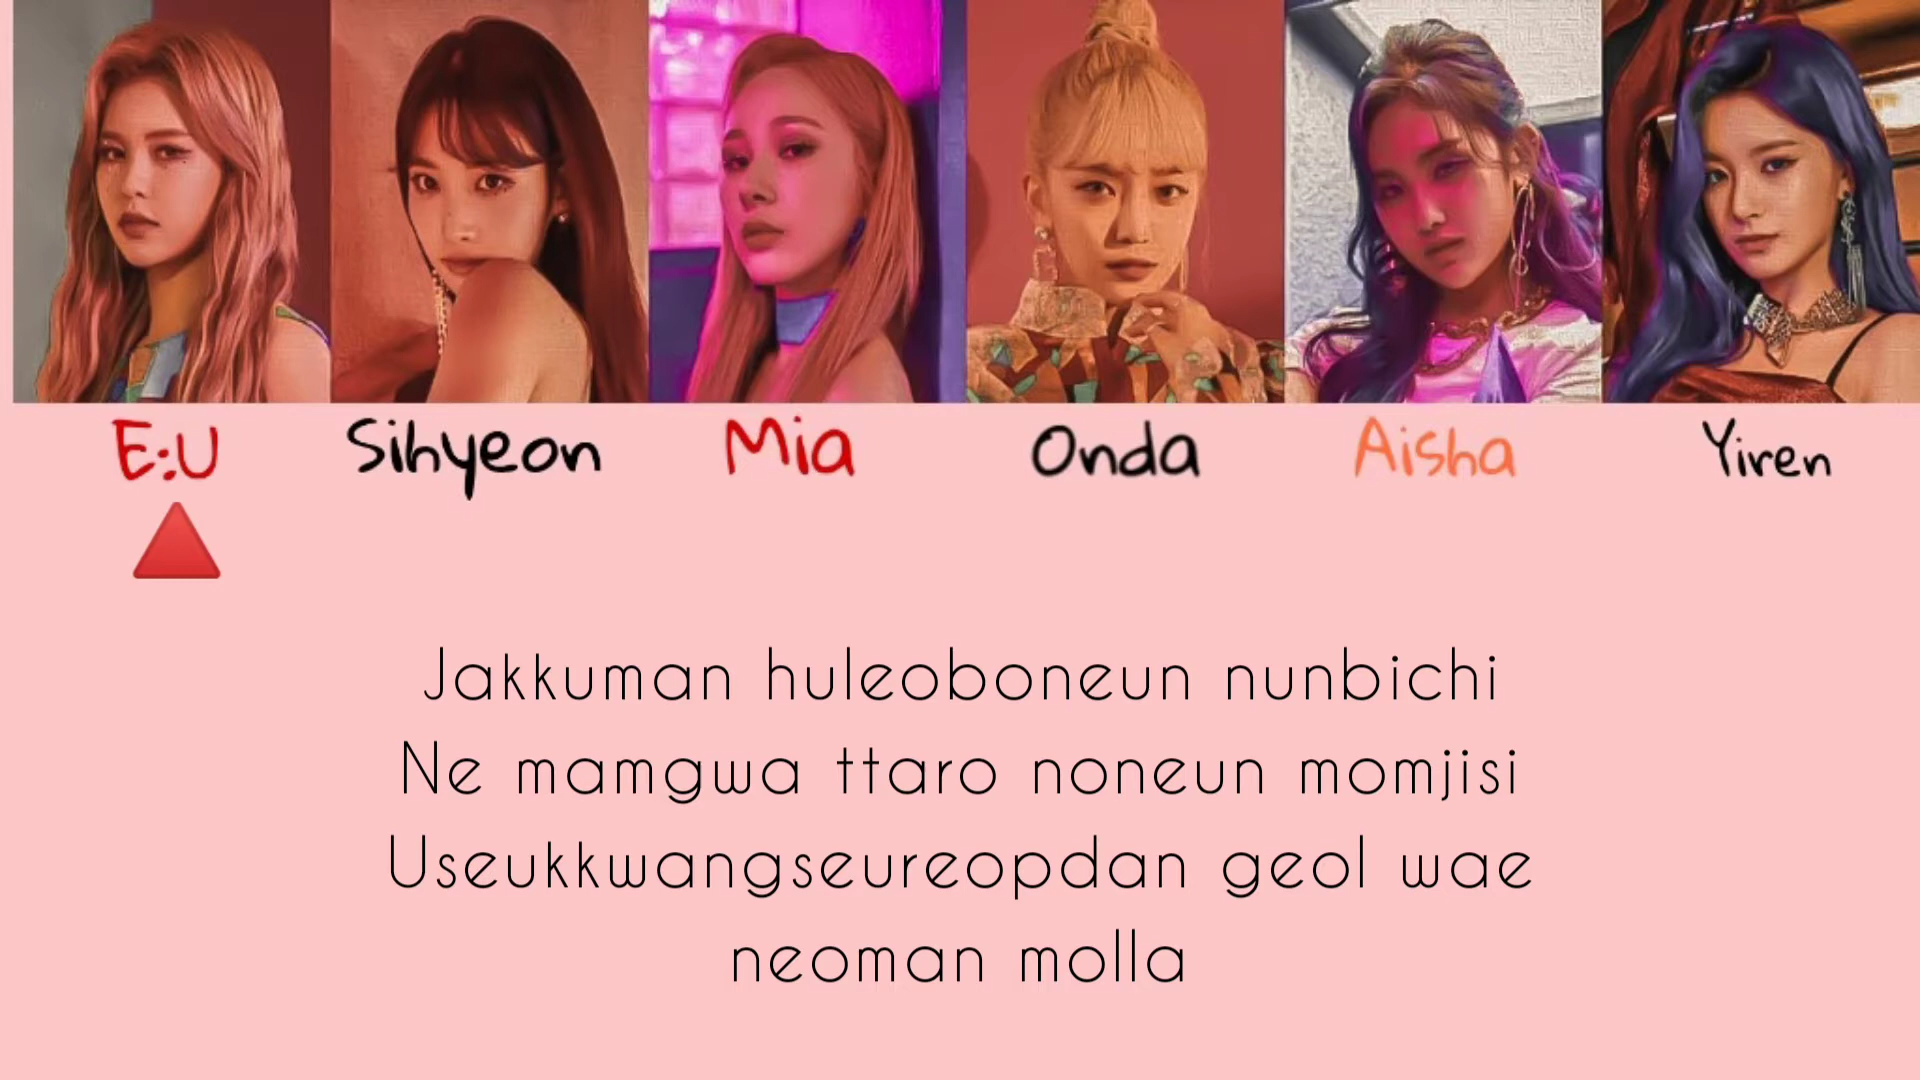 E:U Sihyeon Mia Onda Aisha Yiren
Jakkuman huleoboneun nunbichi
Ne mamgwa ttaro noneun momjisi
Useukkwangseureopdan geol wae
neoman molla